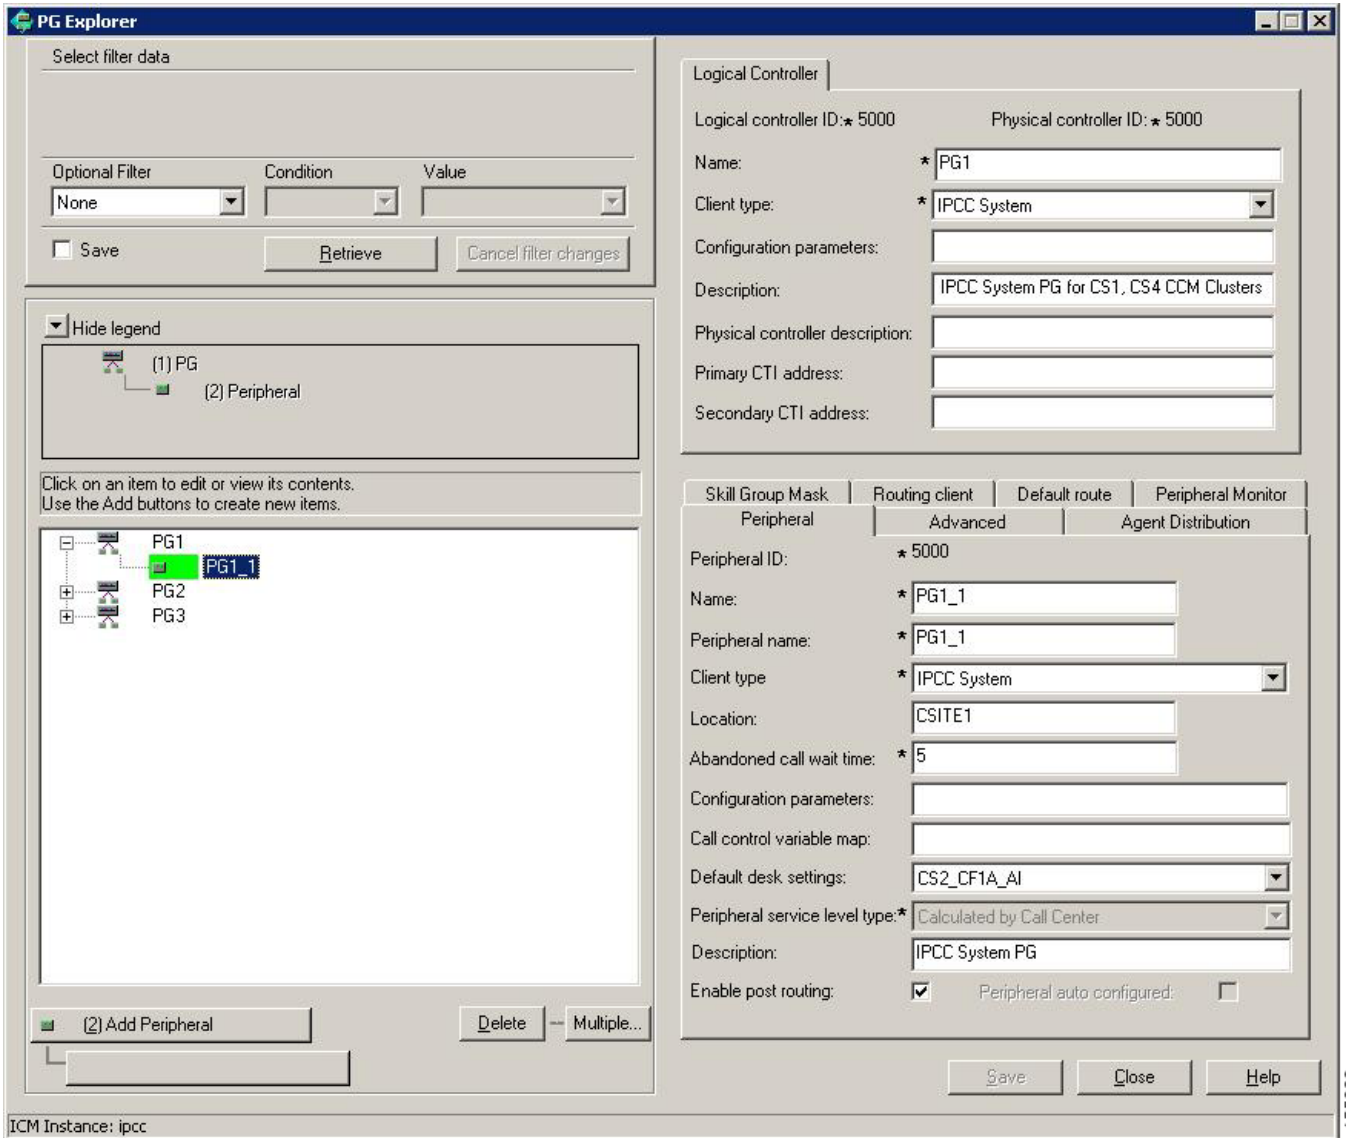 PG Explorer
Select filter data
Optional Filter Condition Value
None
Save Retrieve Cancel filter changes
Hide legend
(1) PG
(2) Peripheral
Click on an item to edit or view its contents.
Use the Add buttons to create new items.
PG1
PG1_1
PG2
PG3
(2) Add Peripheral Delete Multiple...
Logical Controller
Logical controller ID:* 5000 Physical controller ID:* 5000
Name: * PG1
Client type: * IPCC System
Configuration parameters:
Description: IPCC System PG for CS1, CS4 CCM Clusters
Physical controller description:
Primary CTI address:
Secondary CTI address:
Skill Group Mask Routing client Default route Peripheral Monitor
Peripheral Advanced Agent Distribution
Peripheral ID: * 5000
Name: * PG1_1
Peripheral name: * PG1_1
Client type * IPCC System
Location: CSITE1
Abandoned call wait time: * 5
Configuration parameters:
Call control variable map:
Default desk settings: CS2_CF1A_AI
Peripheral service level type:* Calculated by Call Center
Description: IPCC System PG
Enable post routing: Peripheral auto configured:
Save Close Help
ICM Instance: ipcc